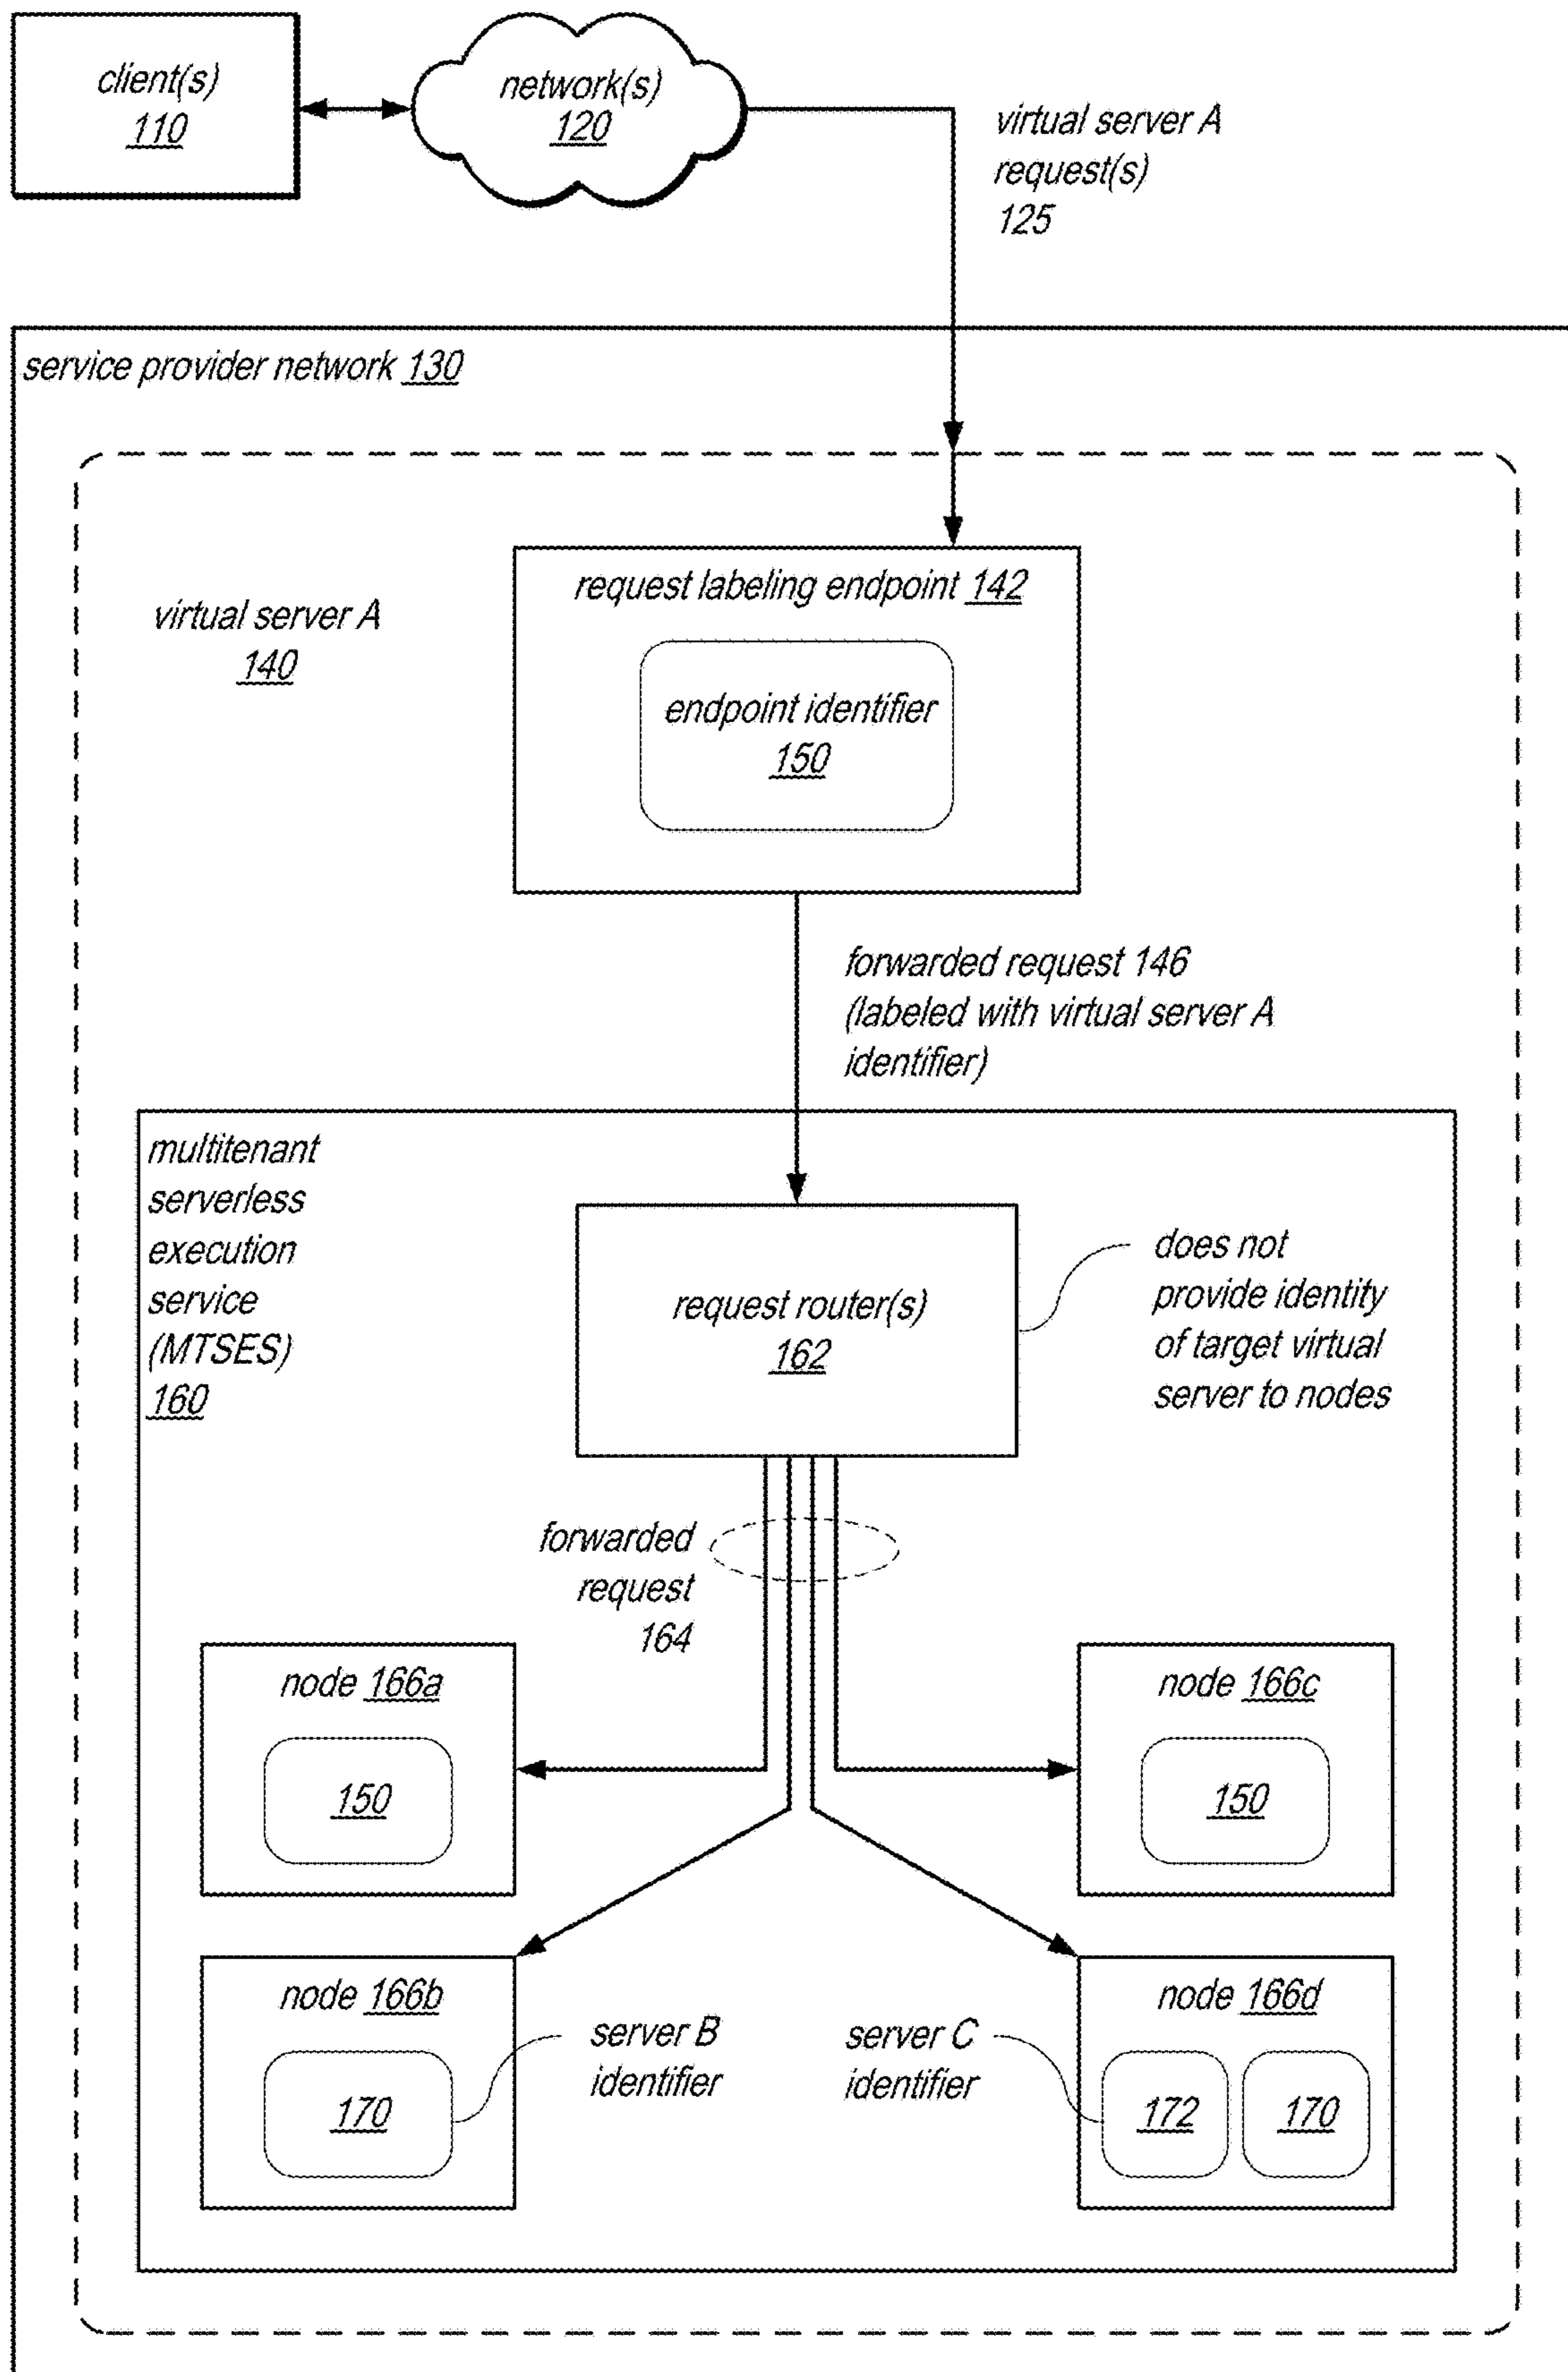 client(s)
110
network(s)
120
virtual server A
request(s)
125
service provider network 130
virtual server A
140
request labeling endpoint 142
endpoint identifier
150
forwarded request 146
(labeled with virtual server A
identifier)
multitenant
serverless
execution
service
(MTSES)
160
request router(s)
162
does not
provide identity
of target virtual
server to nodes
forwarded
request
164
node 166a
150
node 166c
150
node 166b
170
server B
identifier
server C
identifier
node 166d
172
170